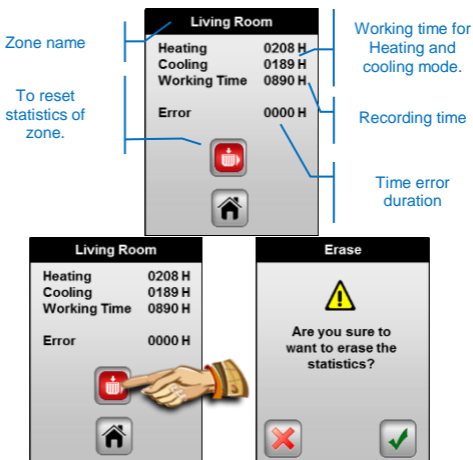 Zone name
To reset
statistics of
zone.
Living Room
Heating 0208 H
Cooling 0189 H
Working Time 0890 H
Error 0000 H
Working time for
Heating and
cooling mode.
Recording time
Time error
duration
Living Room
Heating 0208 H
Cooling 0189 H
Working Time 0890 H
Error 0000 H
Erase
Are you sure to
want to erase the
statistics?